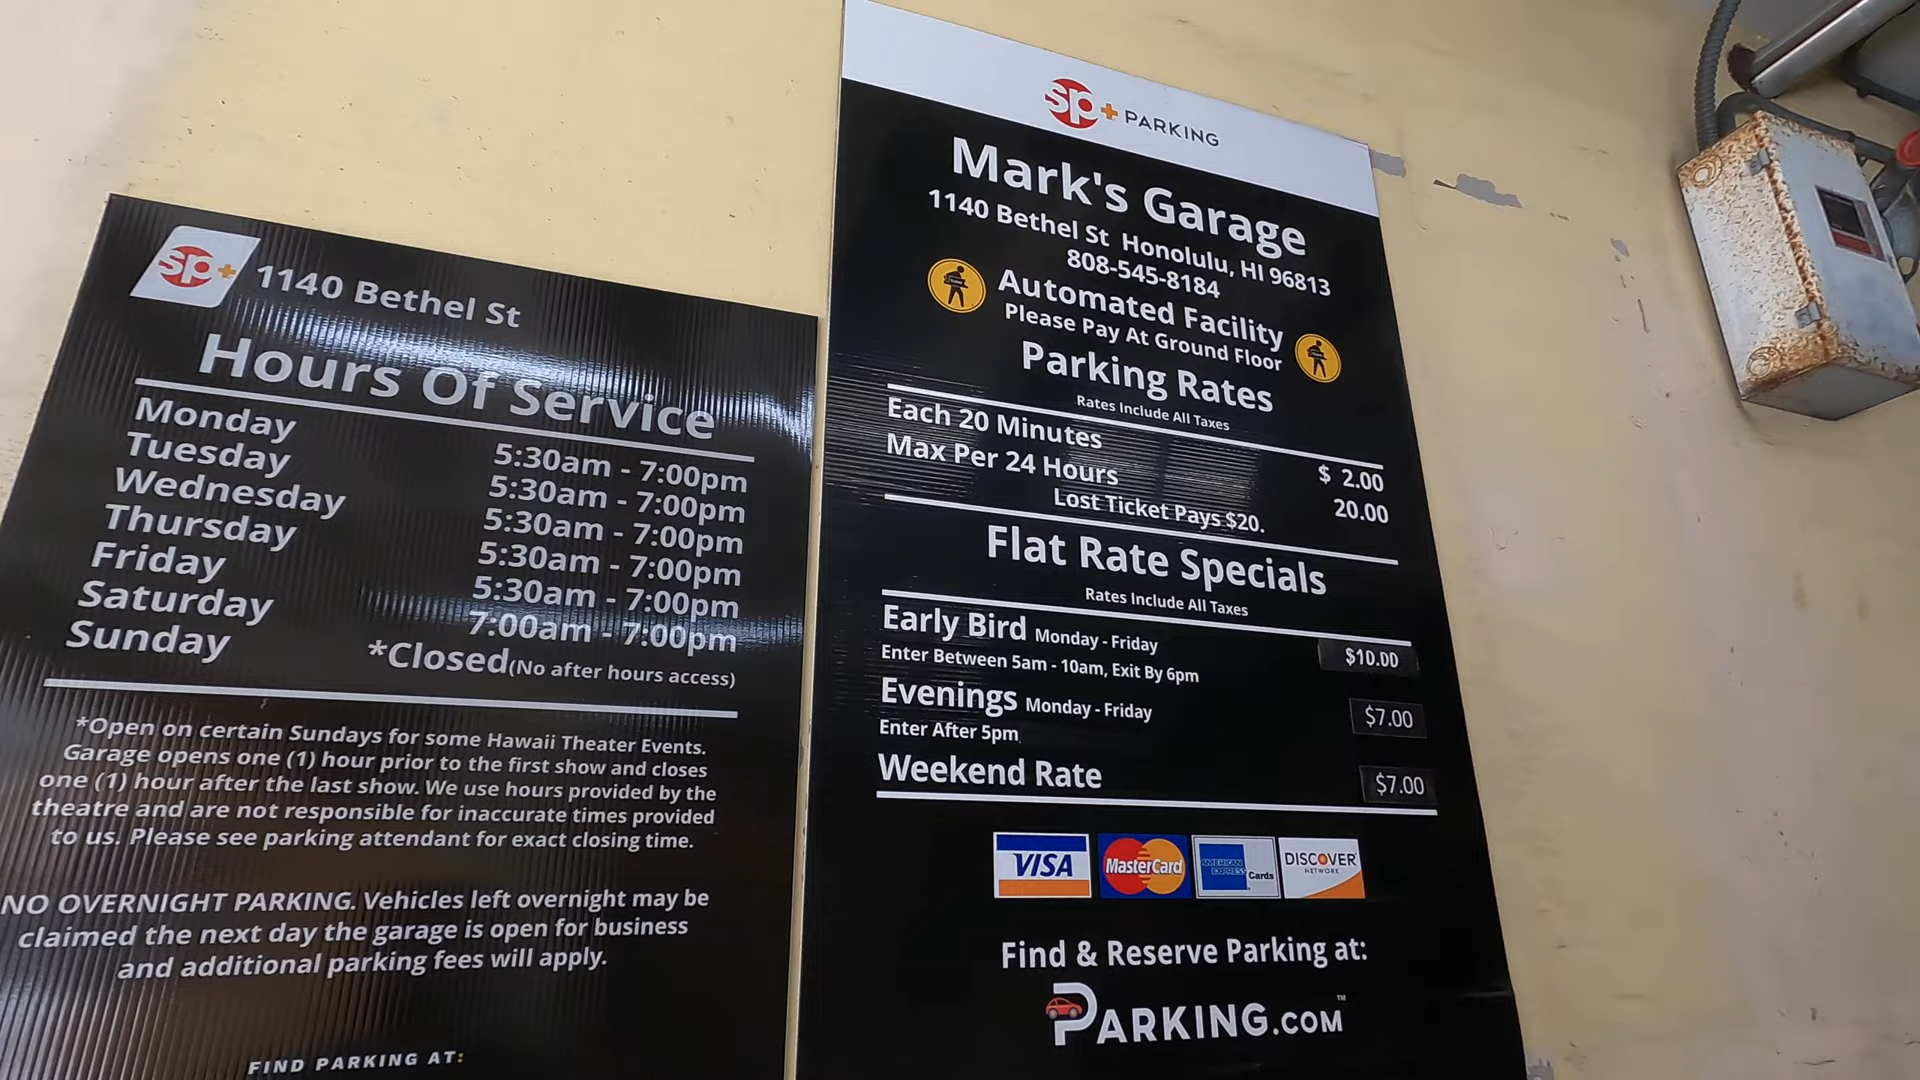 sp+ 1140 Bethel St
Hours Of Service
Monday 5:30am - 7:00pm
Tuesday 5:30am - 7:00pm
Wednesday 5:30am - 7:00pm
Thursday 5:30am - 7:00pm
Friday 5:30am - 7:00pm
Saturday 7:00am - 7:00pm
Sunday *Closed(No after hours access)
*Open on certain Sundays for some Hawaii Theater Events.
Garage opens one (1) hour prior to the first show and closes
one (1) hour after the last show. We use hours provided by the
theatre and are not responsible for inaccurate times provided
to us. Please see parking attendant for exact closing time.
NO OVERNIGHT PARKING. Vehicles left overnight may be
claimed the next day the garage is open for business
and additional parking fees will apply.
FIND PARKING AT:
sp+ PARKING
Mark's Garage
1140 Bethel St Honolulu, HI 96813
808-545-8184
Automated Facility
Please Pay At Ground Floor
Parking Rates
Rates Include All Taxes
Each 20 Minutes $ 2.00
Max Per 24 Hours 20.00
Lost Ticket Pays $20.
Flat Rate Specials
Rates Include All Taxes
Early Bird Monday - Friday $10.00
Enter Between 5am - 10am, Exit By 6pm
Evenings Monday - Friday $7.00
Enter After 5pm
Weekend Rate $7.00
VISA MasterCard AMERICAN EXPRESS Cards DISCOVER NETWORK
Find & Reserve Parking at:
PARKING.COM™